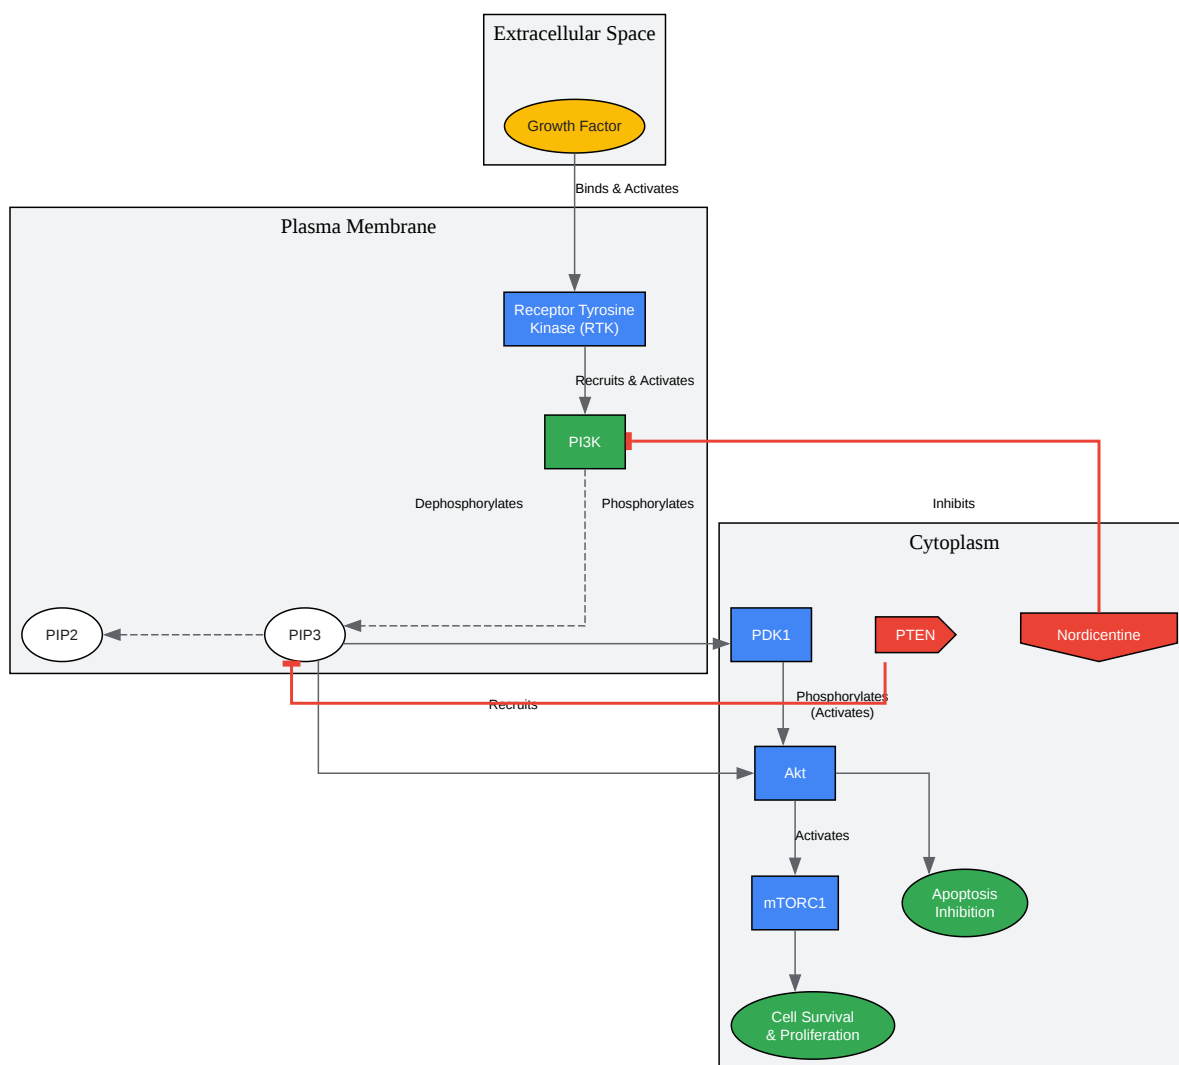 Extracellular Space
Growth Factor
Binds & Activates
Plasma Membrane
Receptor Tyrosine
Kinase (RTK)
Recruits & Activates
PI3K
Dephosphorylates
Phosphorylates
Inhibits
Cytoplasm
PIP2
PIP3
PDK1
PTEN
Nordicentine
Recruits
Phosphorylates
(Activates)
Akt
Activates
mTORC1
Apoptosis
Inhibition
Cell Survival
& Proliferation